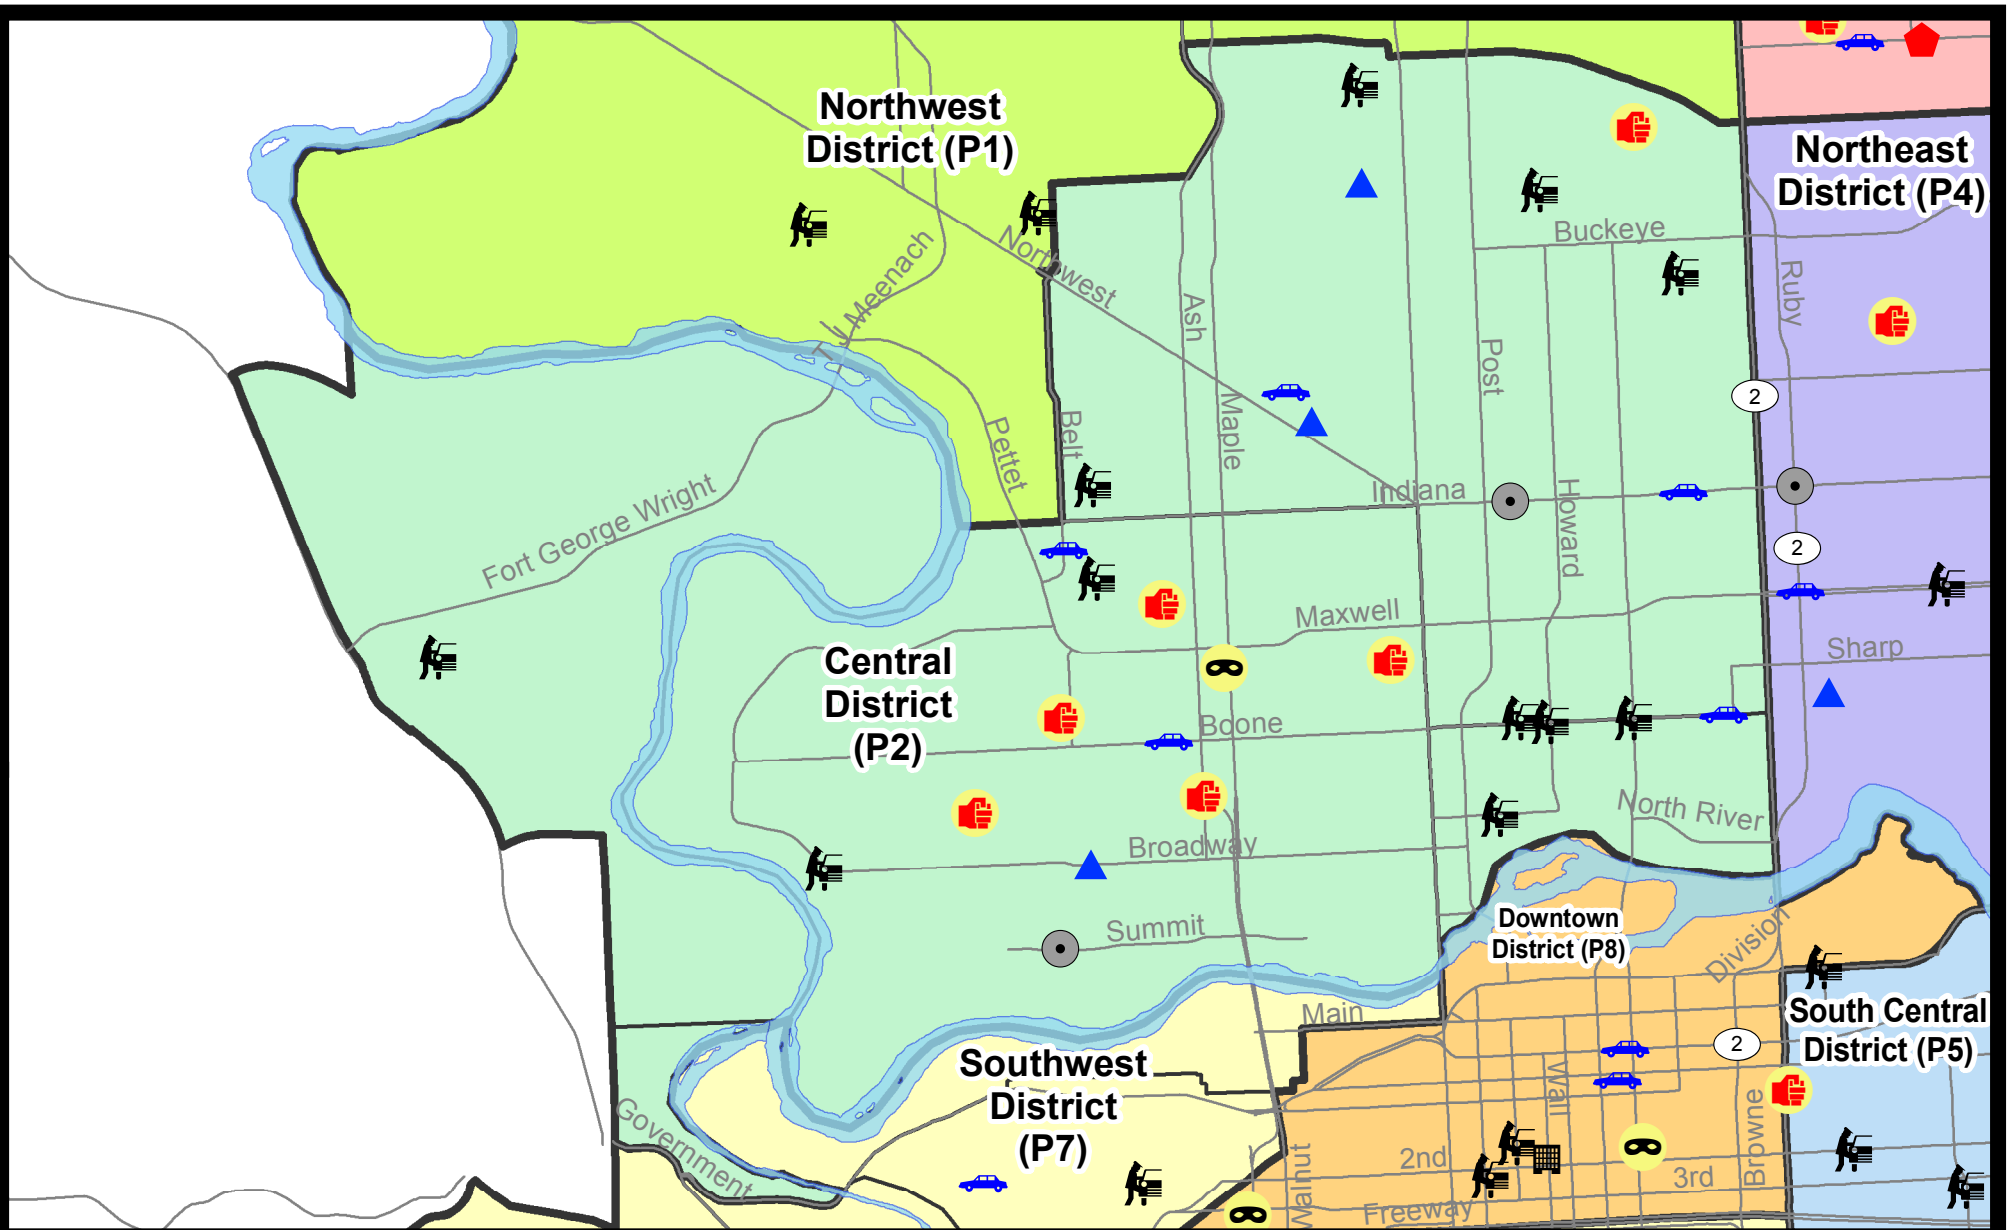 Northwest
District (P1)
Northeast
District (P4)
Buckeye
Northwest
T J Meenach
Ruby
Ash
Post
2
Maple
Belt
Pettet
Indiana
Howard
Fort George Wright
2
Maxwell
Sharp
Central
District
(P2)
Boone
North River
Broadway
Downtown
District (P8)
Summit
Division
Main
South Central
District (P5)
2
Southwest
District
(P7)
Wall
Browne
Government
Walnut
2nd
3rd
Freeway